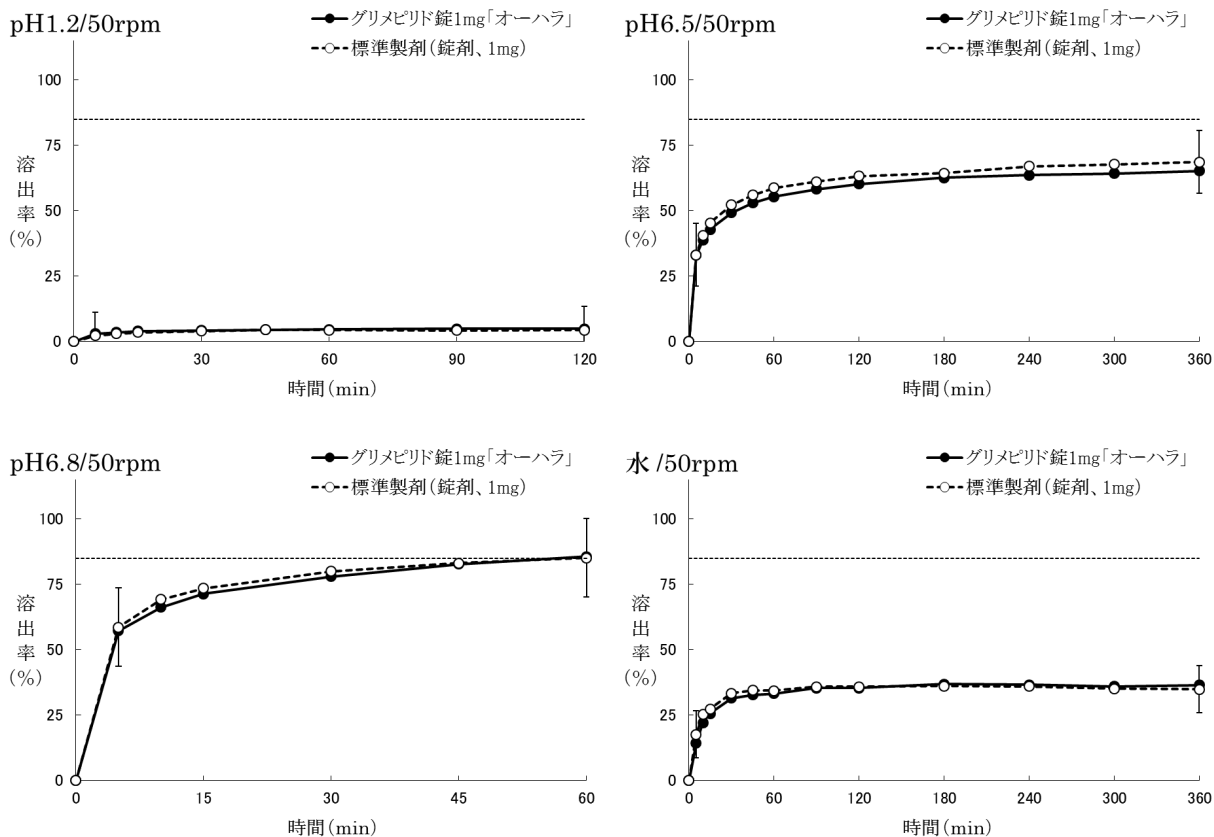 pH1.2/50rpm
グリメピリド錠1mg「オーハラ」
標準製剤(錠剤、1mg)
100
75
50
25
0
溶出率(%)
0 30 60 90 120
時間(min)
pH6.5/50rpm
グリメピリド錠1mg「オーハラ」
標準製剤(錠剤、1mg)
100
75
50
25
0
溶出率(%)
0 60 120 180 240 300 360
時間(min)
pH6.8/50rpm
グリメピリド錠1mg「オーハラ」
標準製剤(錠剤、1mg)
100
75
50
25
0
溶出率(%)
0 15 30 45 60
時間(min)
水 /50rpm
グリメピリド錠1mg「オーハラ」
標準製剤(錠剤、1mg)
100
75
50
25
0
溶出率(%)
0 60 120 180 240 300 360
時間(min)